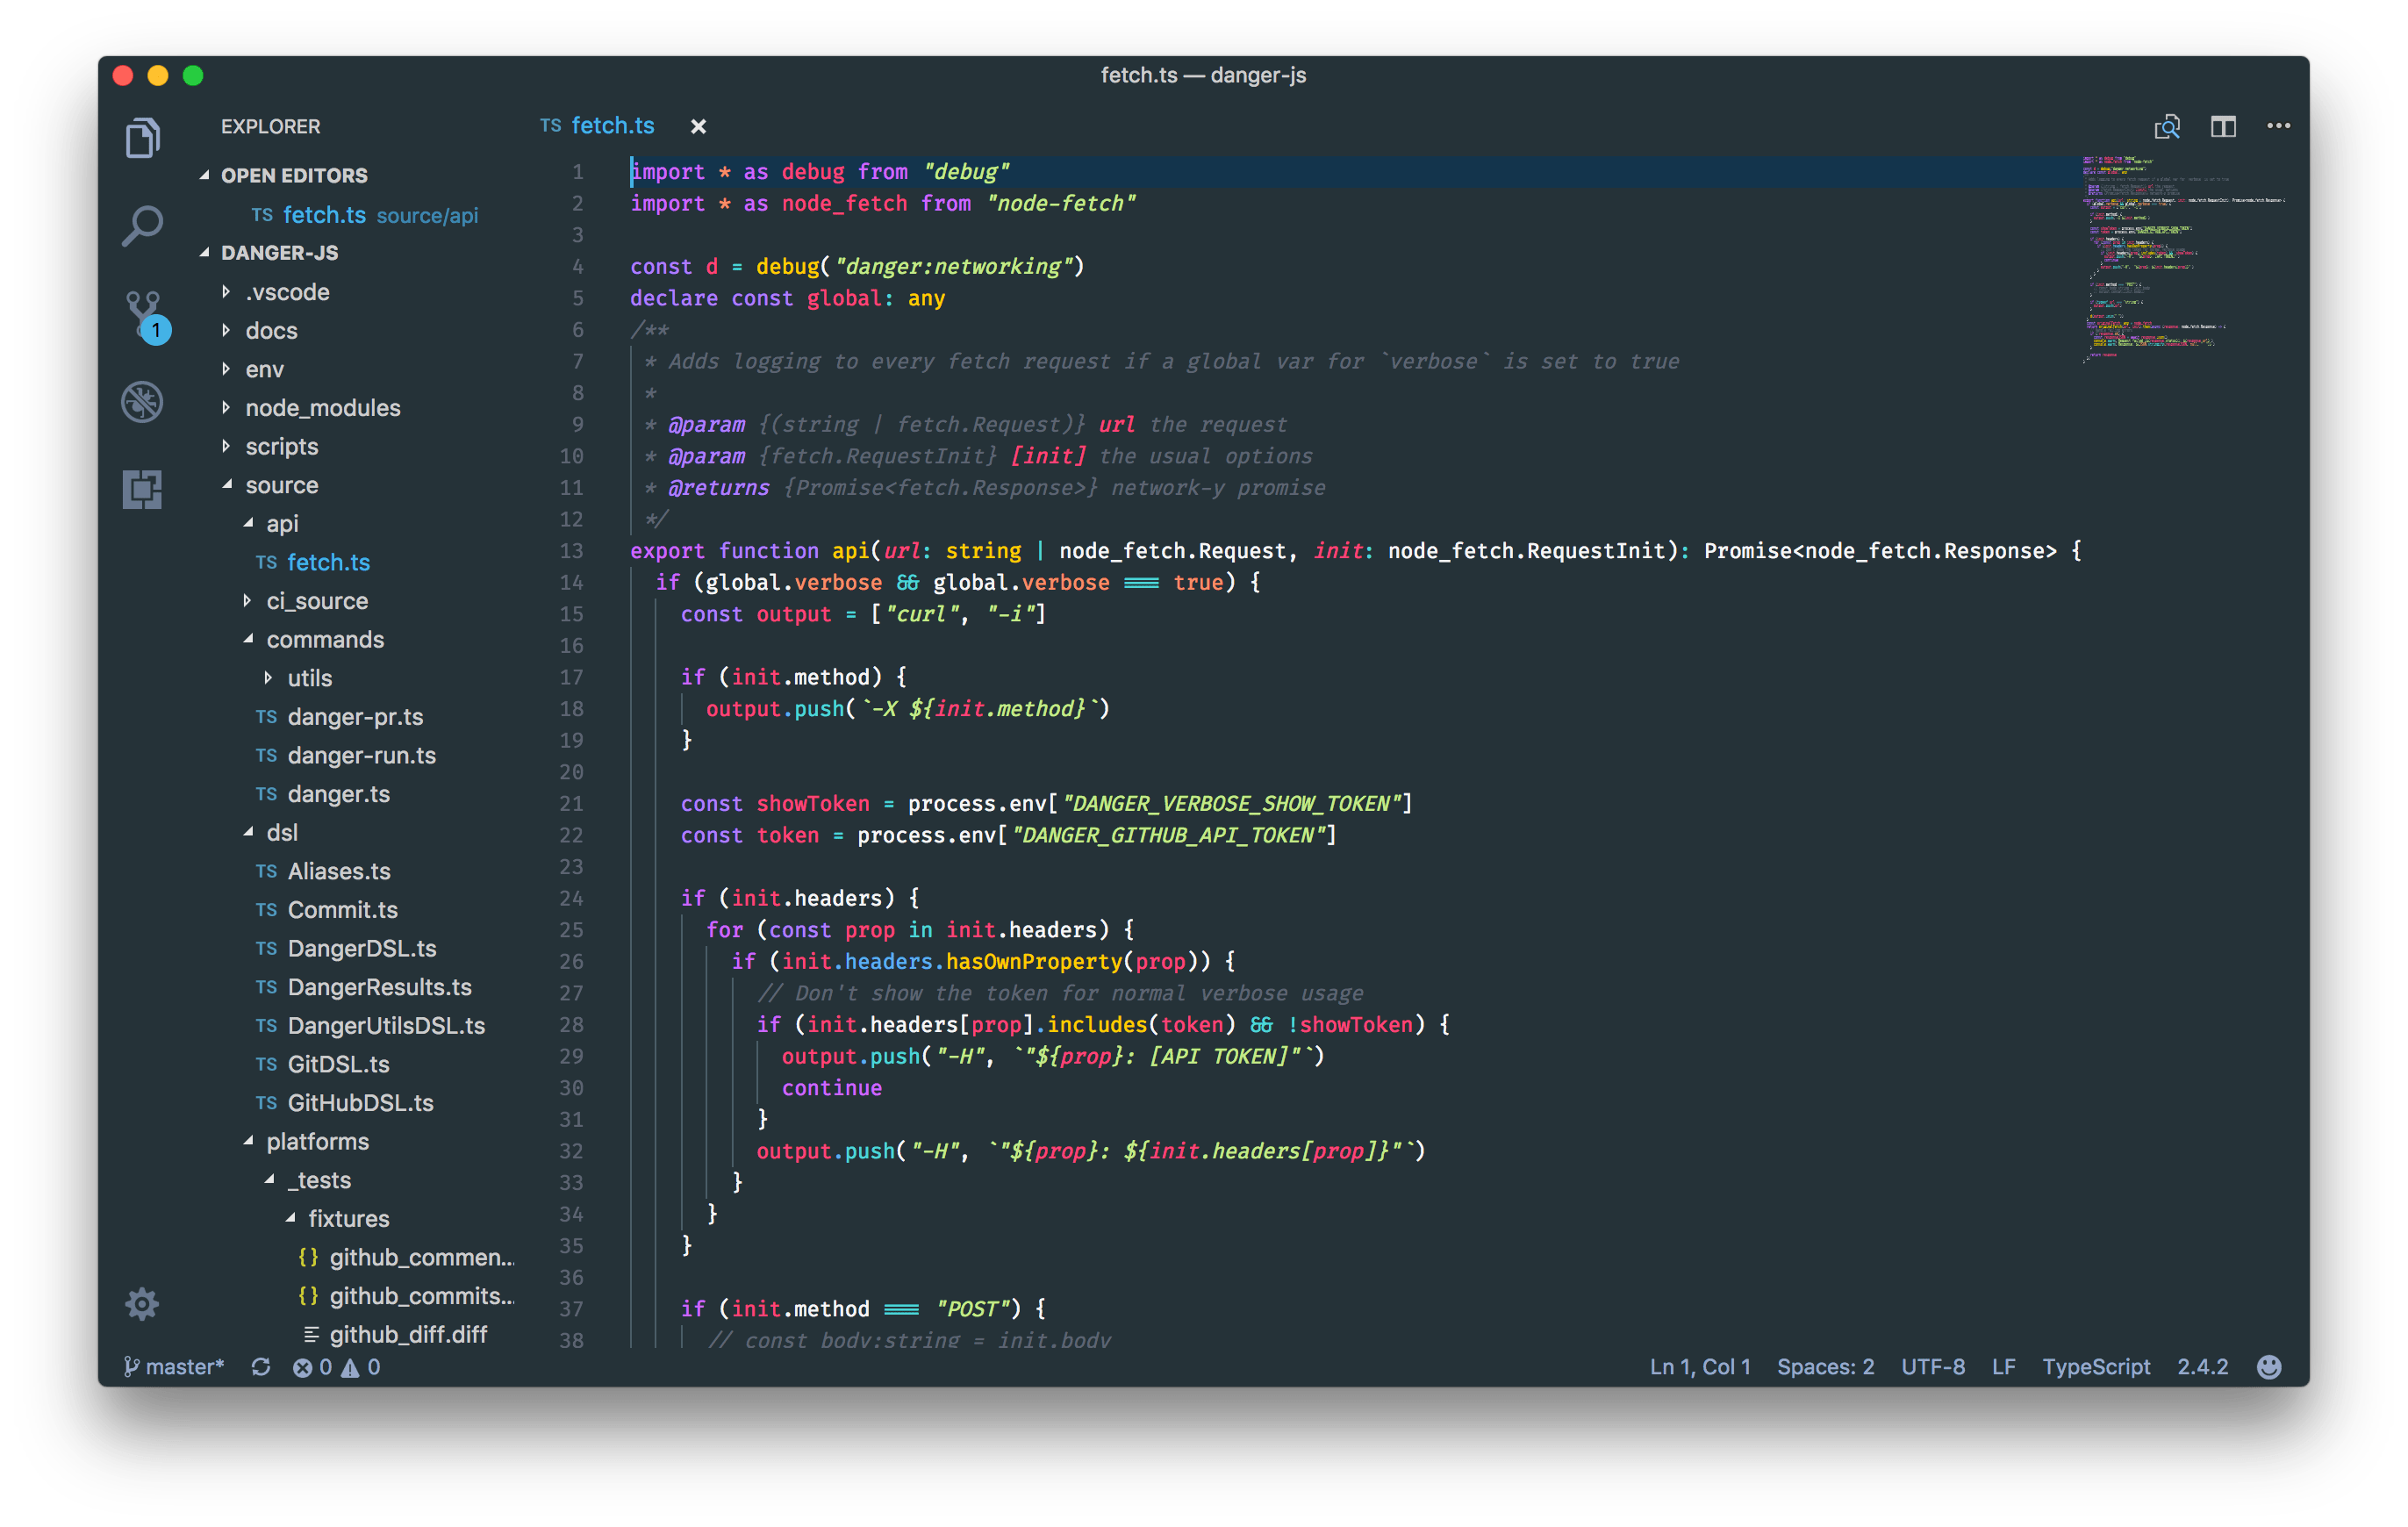 fetch.ts — danger-js
EXPLORER
OPEN EDITORS
TS fetch.ts source/api
DANGER-JS
.vscode
docs
env
node_modules
scripts
source
api
TS fetch.ts
ci_source
commands
utils
TS danger-pr.ts
TS danger-run.ts
TS danger.ts
dsl
TS Aliases.ts
TS Commit.ts
TS DangerDSL.ts
TS DangerResults.ts
TS DangerUtilsDSL.ts
TS GitDSL.ts
TS GitHubDSL.ts
platforms
_tests
fixtures
{} github_commen...
{} github_commits...
github_diff.diff
1
TS fetch.ts ×
1 import * as debug from "debug"
2 import * as node_fetch from "node-fetch"
3
4 const d = debug("danger:networking")
5 declare const global: any
6 /**
7 * Adds logging to every fetch request if a global var for `verbose` is set to true
8 *
9 * @param {(string | fetch.Request)} url the request
10 * @param {fetch.RequestInit} [init] the usual options
11 * @returns {Promise<fetch.Response>} network-y promise
12 */
13 export function api(url: string | node_fetch.Request, init: node_fetch.RequestInit): Promise<node_fetch.Response> {
14 if (global.verbose && global.verbose === true) {
15 const output = ["curl", "-i"]
16
17 if (init.method) {
18 output.push(`-X ${init.method}`)
19 }
20
21 const showToken = process.env["DANGER_VERBOSE_SHOW_TOKEN"]
22 const token = process.env["DANGER_GITHUB_API_TOKEN"]
23
24 if (init.headers) {
25 for (const prop in init.headers) {
26 if (init.headers.hasOwnProperty(prop)) {
27 // Don't show the token for normal verbose usage
28 if (init.headers[prop].includes(token) && !showToken) {
29 output.push("-H", `"${prop}: [API TOKEN]"`)
30 continue
31 }
32 output.push("-H", `"${prop}: ${init.headers[prop]}"`)
33 }
34 }
35 }
36
37 if (init.method === "POST") {
38 // const body:string = init.body
master* 0 0
Ln 1, Col 1 Spaces: 2 UTF-8 LF TypeScript 2.4.2